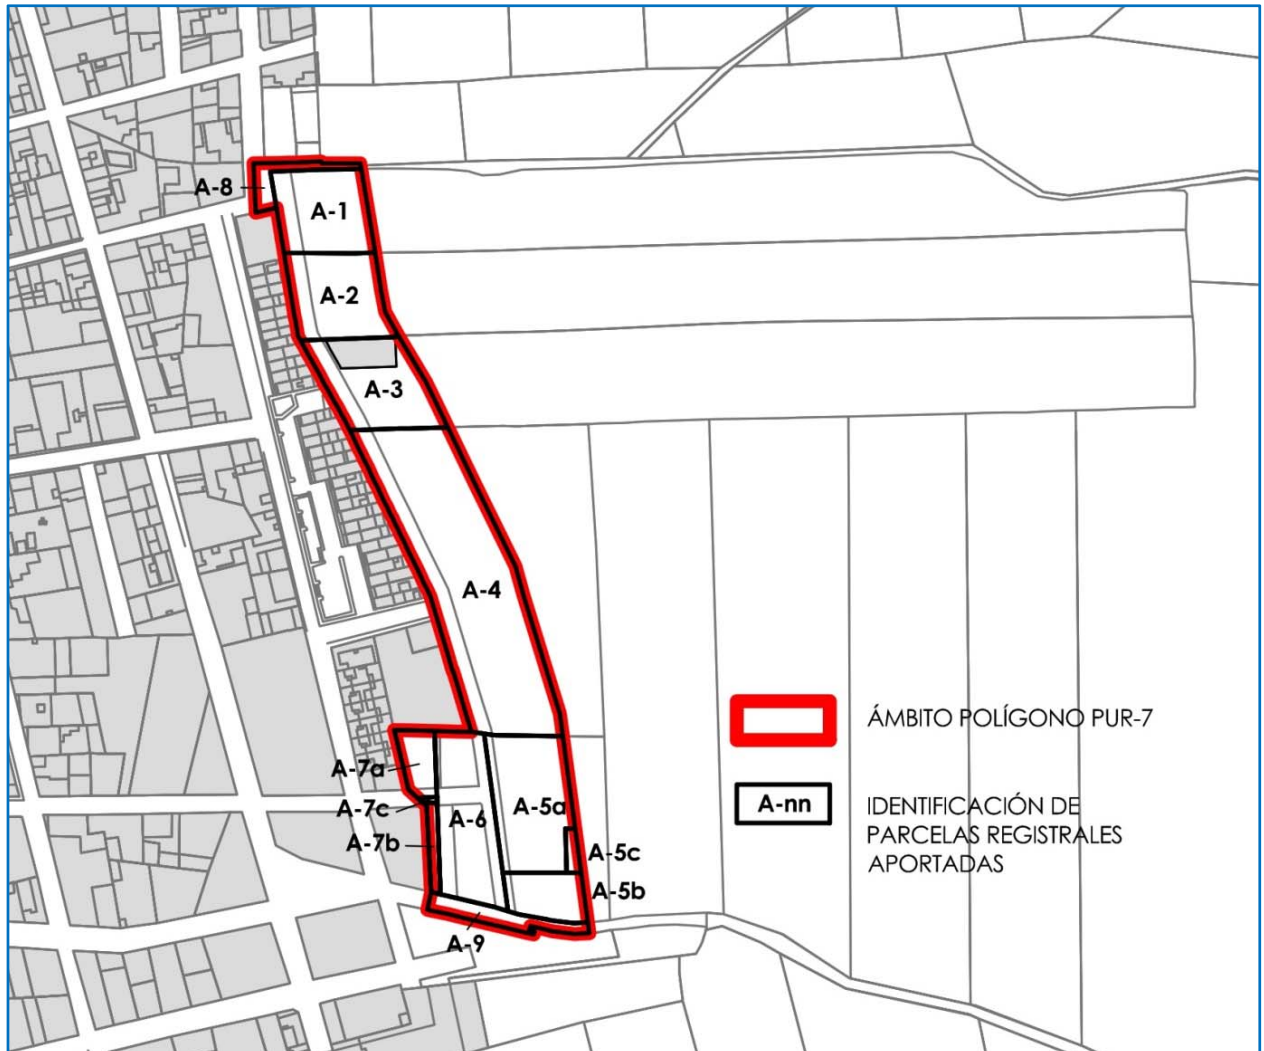 A-8
A-1
A-2
A-3
A-4
ÁMBITO POLÍGONO PUR-7
A-7a
A-nn
IDENTIFICACIÓN DE
PARCELAS REGISTRALES
APORTADAS
A-5a
A-7c
A-6
A-7b
A-5c
A-5b
A-9